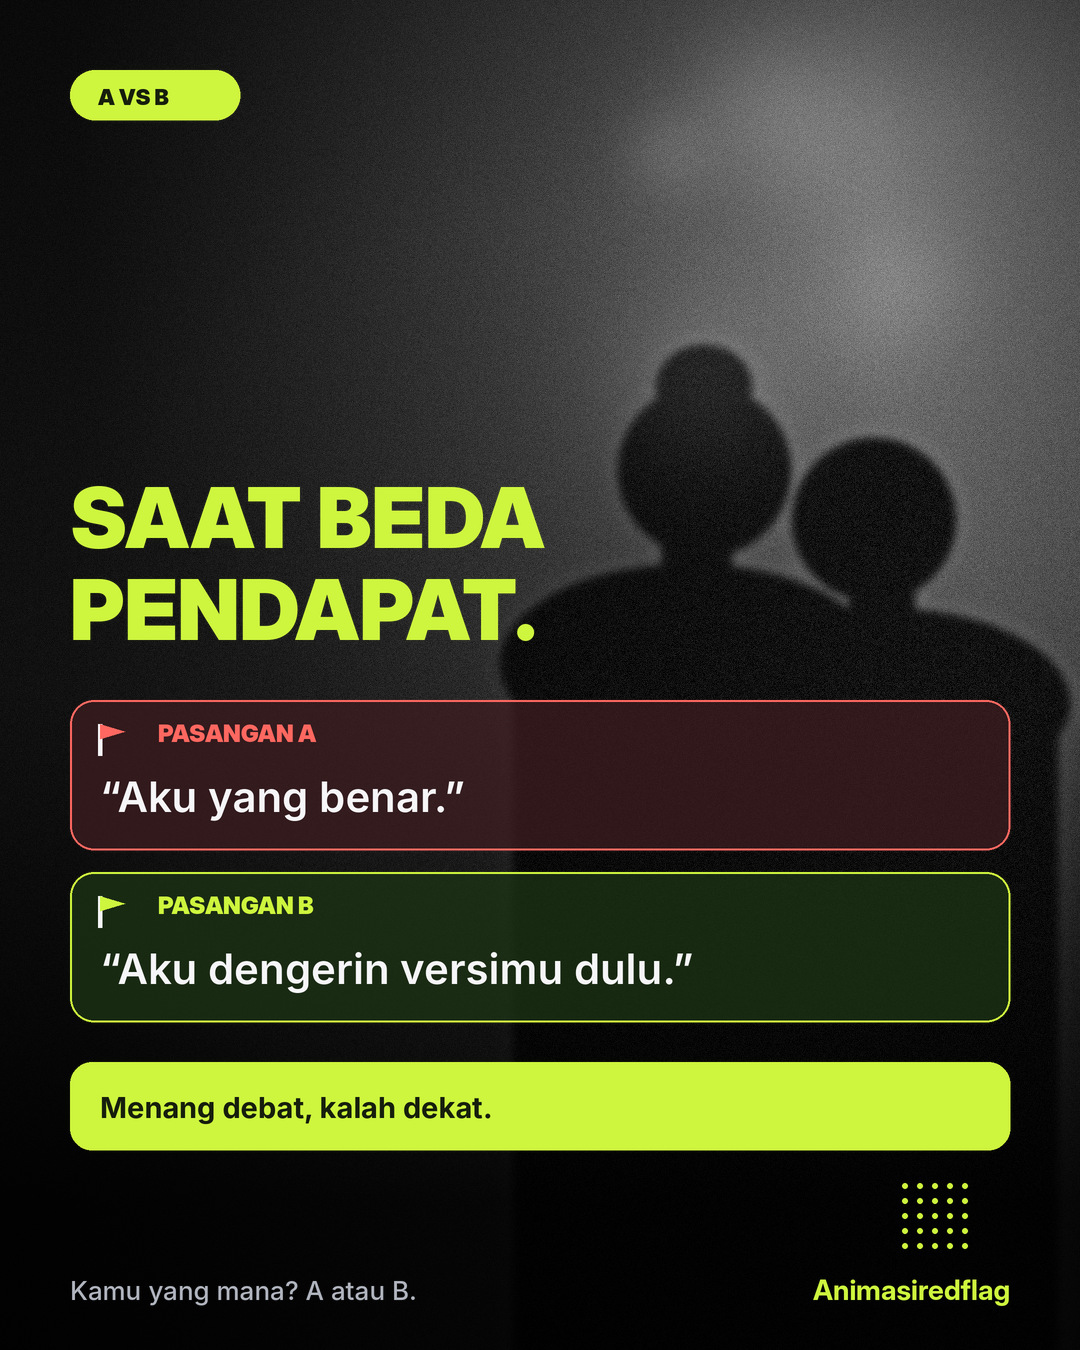 A VS B
SAAT BEDA
PENDAPAT.
PASANGAN A
“Aku yang benar.”
PASANGAN B
“Aku dengerin versimu dulu.”
Menang debat, kalah dekat.
Kamu yang mana? A atau B.
Animasiredflag